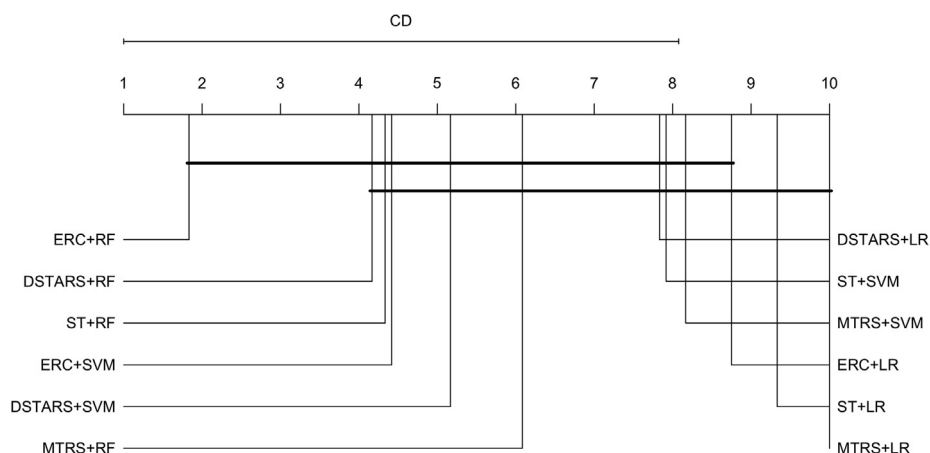 CD
1 2 3 4 5 6 7 8 9 10
ERC+RF DSTARS+LR
DSTARS+RF ST+SVM
ST+RF MTRS+SVM
ERC+SVM ERC+LR
DSTARS+SVM ST+LR
MTRS+RF MTRS+LR